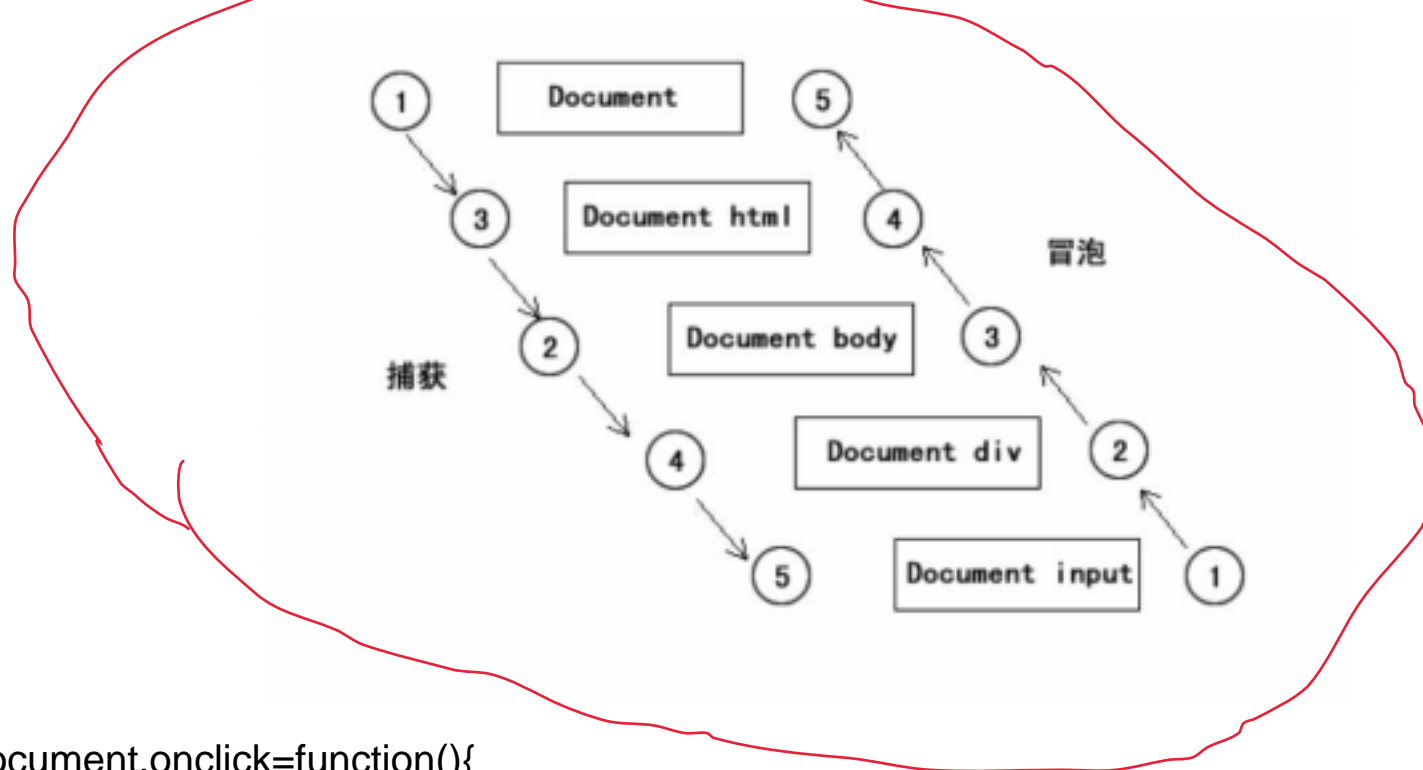 1 Document 5
3 Document html 4
冒泡
2 Document body 3
捕获
4 Document div 2
5 Document input 1
ocument.onclick=function(){